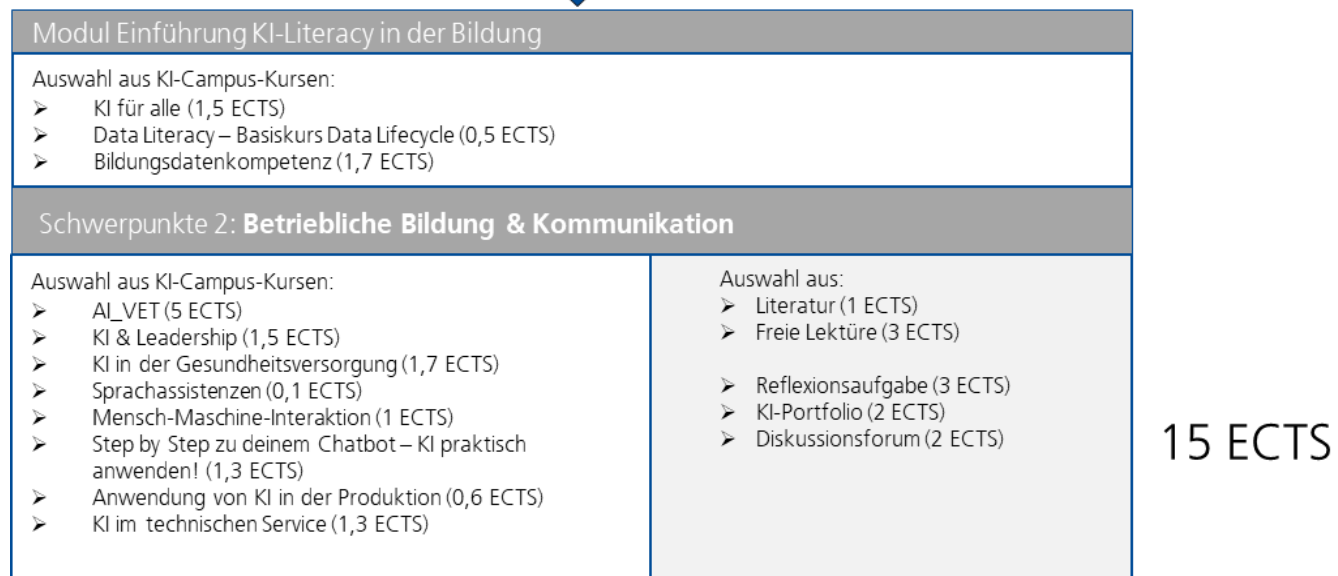 Modul Einführung KI-Literacy in der Bildung
Auswahl aus KI-Campus-Kursen:
➢ KI für alle (1,5 ECTS)
➢ Data Literacy – Basiskurs Data Lifecycle (0,5 ECTS)
➢ Bildungsdatenkompetenz (1,7 ECTS)
Schwerpunkte 2: Betriebliche Bildung & Kommunikation
Auswahl aus KI-Campus-Kursen:
➢ AI_VET (5 ECTS)
➢ KI & Leadership (1,5 ECTS)
➢ KI in der Gesundheitsversorgung (1,7 ECTS)
➢ Sprachassistenzen (0,1 ECTS)
➢ Mensch-Maschine-Interaktion (1 ECTS)
➢ Step by Step zu deinem Chatbot – KI praktisch
anwenden! (1,3 ECTS)
➢ Anwendung von KI in der Produktion (0,6 ECTS)
➢ KI im technischen Service (1,3 ECTS)
Auswahl aus:
➢ Literatur (1 ECTS)
➢ Freie Lektüre (3 ECTS)
➢ Reflexionsaufgabe (3 ECTS)
➢ KI-Portfolio (2 ECTS)
➢ Diskussionsforum (2 ECTS)
15 ECTS